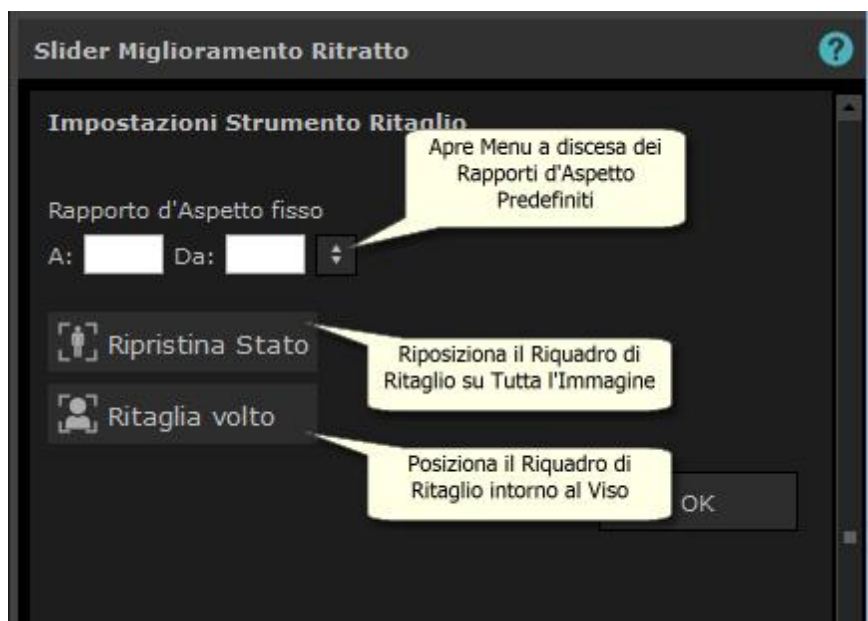 Slider Miglioramento Ritratto
?
Impostazioni Strumento Ritaglio
Apre Menu a discesa dei
Rapporti d'Aspetto
Predefiniti
Rapporto d'Aspetto fisso
A: Da:
Ripristina Stato
Riposiziona il Riquadro di
Ritaglio su Tutta l'Immagine
Ritaglia volto
Posiziona il Riquadro di
Ritaglio intorno al Viso
OK